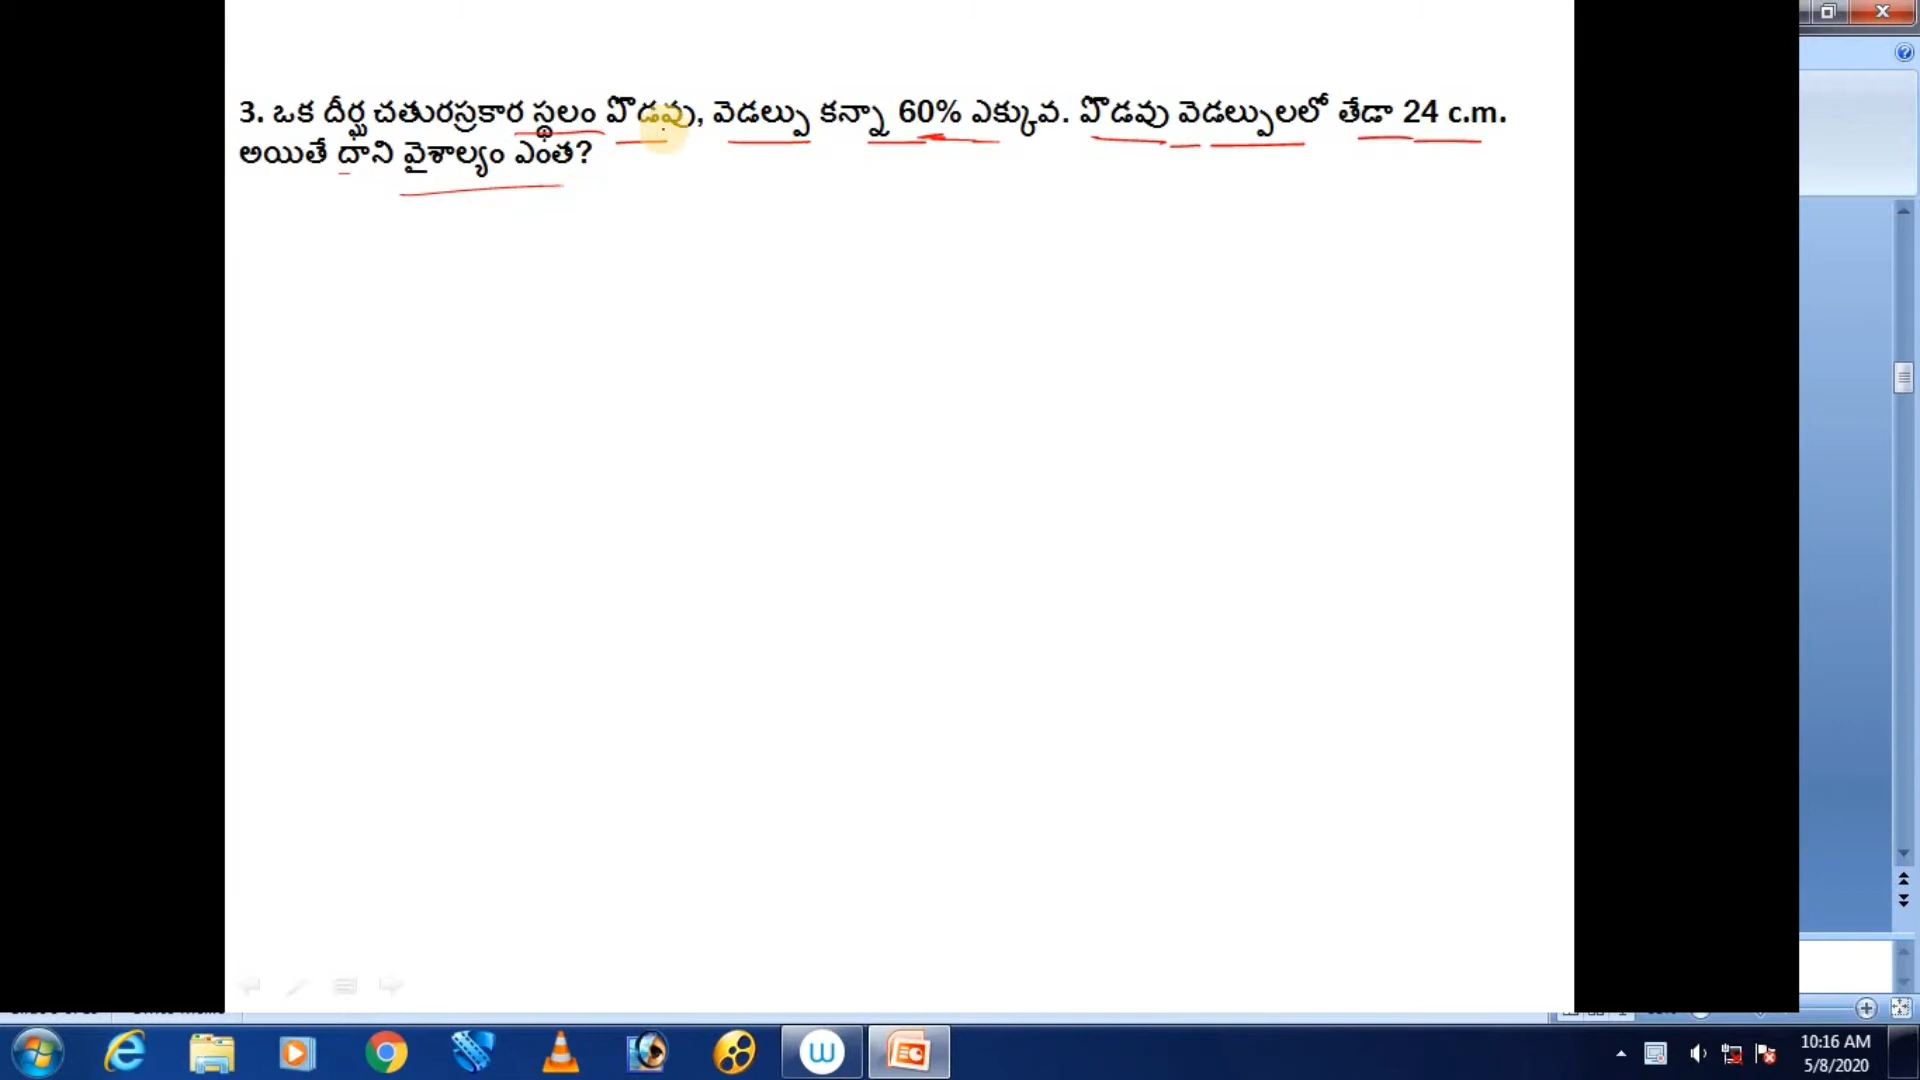 3. ఒక దీర్ఘ చతురస్రకార స్థలం పొడవు, వెడల్పు కన్నా 60% ఎక్కువ. పొడవు వెడల్పులలో తేడా 24 c.m.
అయితే దాని వైశాల్యం ఎంత?
10:16 AM
5/8/2020